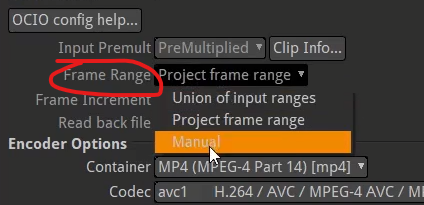 OCIO config help...
Input Premult PreMultiplied Clip Info...
Frame Range Project frame range
Union of input ranges
Frame Increment
Project frame range
Read back file
Manual
Encoder Options
Container MP4 (MPEG-4 Part 14) [mp4]
Codec avc1 H.264 / AVC / MPEG-4 AVC / M